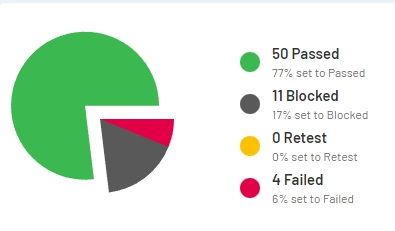 50 Passed
77% set to Passed
11 Blocked
17% set to Blocked
0 Retest
0% set to Retest
4 Failed
6% set to Failed